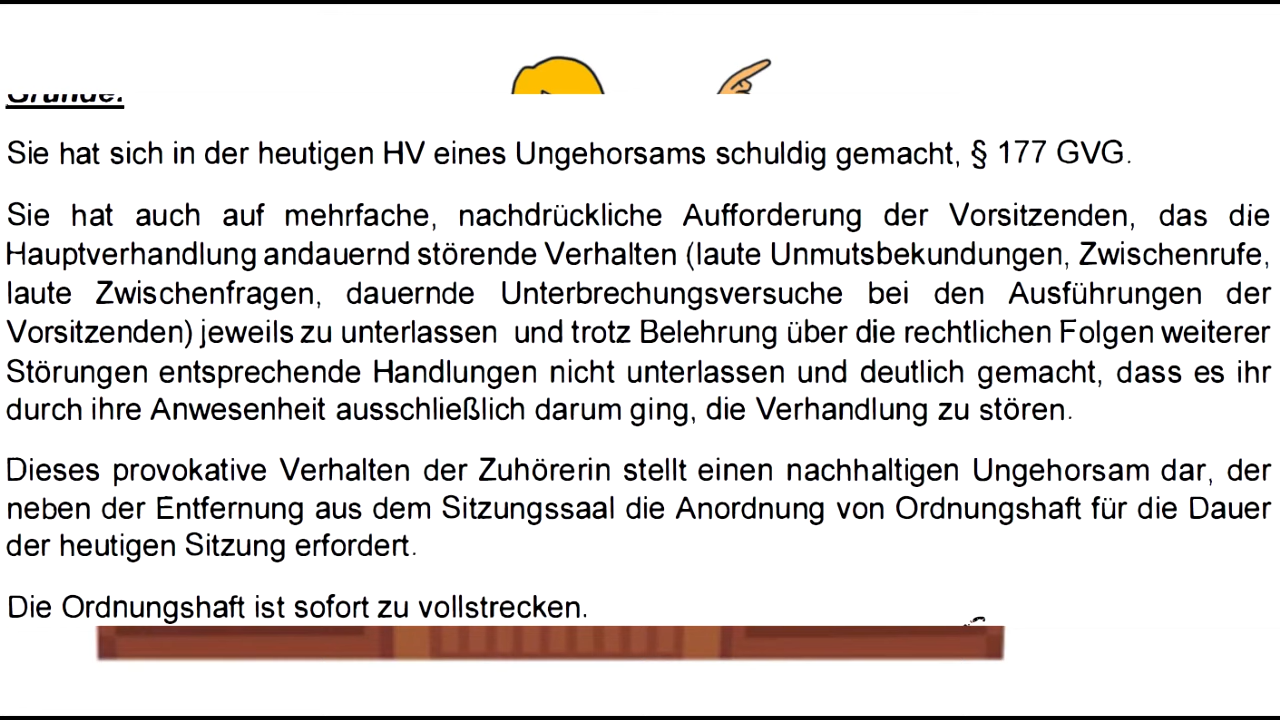 Gründe:
Sie hat sich in der heutigen HV eines Ungehorsams schuldig gemacht, § 177 GVG.
Sie hat auch auf mehrfache, nachdrückliche Aufforderung der Vorsitzenden, das die
Hauptverhandlung andauernd störende Verhalten (laute Unmutsbekundungen, Zwischenrufe,
laute Zwischenfragen, dauernde Unterbrechungsversuche bei den Ausführungen der
Vorsitzenden) jeweils zu unterlassen und trotz Belehrung über die rechtlichen Folgen weiterer
Störungen entsprechende Handlungen nicht unterlassen und deutlich gemacht, dass es ihr
durch ihre Anwesenheit ausschließlich darum ging, die Verhandlung zu stören.
Dieses provokative Verhalten der Zuhörerin stellt einen nachhaltigen Ungehorsam dar, der
neben der Entfernung aus dem Sitzungssaal die Anordnung von Ordnungshaft für die Dauer
der heutigen Sitzung erfordert.
Die Ordnungshaft ist sofort zu vollstrecken.